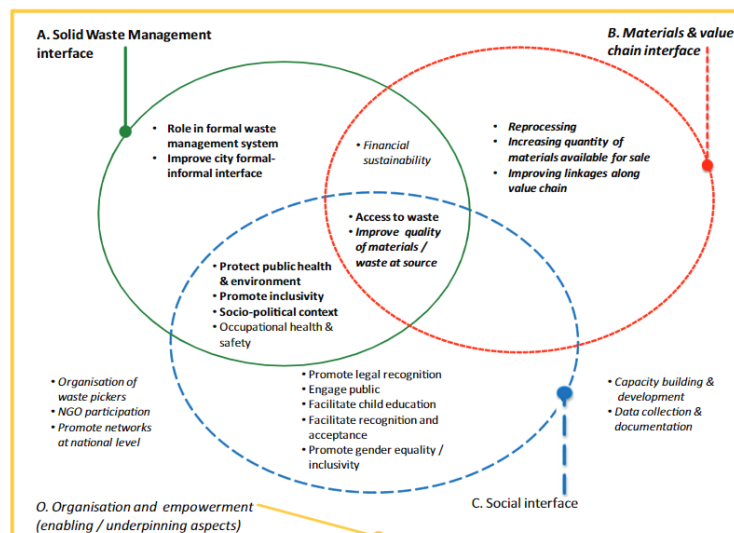 A. Solid Waste Management
interface
B. Materials & value
chain interface
• Role in formal waste
management system
• Improve city formal-
informal interface
• Financial
sustainability
• Reprocessing
• Increasing quantity of
materials available for sale
• Improving linkages along
value chain
• Access to waste
• Improve quality
of materials /
waste at source
• Protect public health
& environment
• Promote inclusivity
• Socio-political context
• Occupational health &
safety
• Organisation of
waste pickers
• NGO participation
• Promote networks
at national level
• Promote legal recognition
• Engage public
• Facilitate child education
• Facilitate recognition and
acceptance
• Promote gender equality /
inclusivity
• Capacity building &
development
• Data collection &
documentation
C. Social interface
O. Organisation and empowerment
(enabling / underpinning aspects)